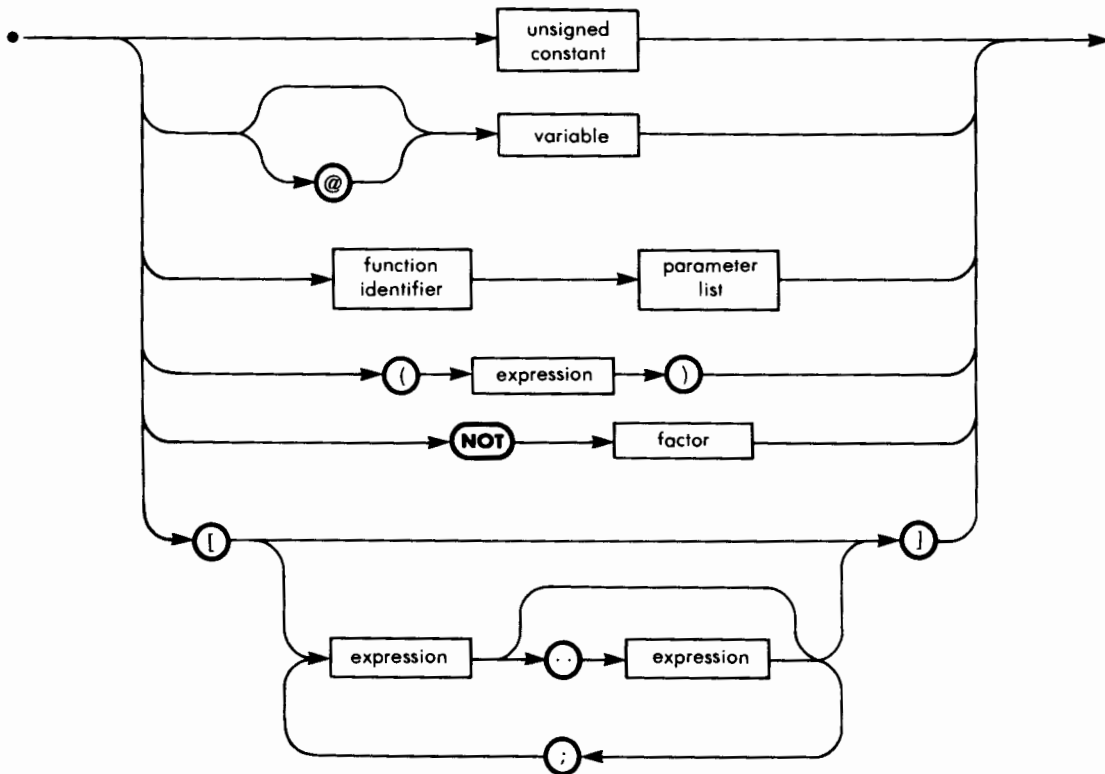 unsigned
constant
variable
@
function
identifier
parameter
list
( expression )
NOT factor
[ ]
expression .. expression
;